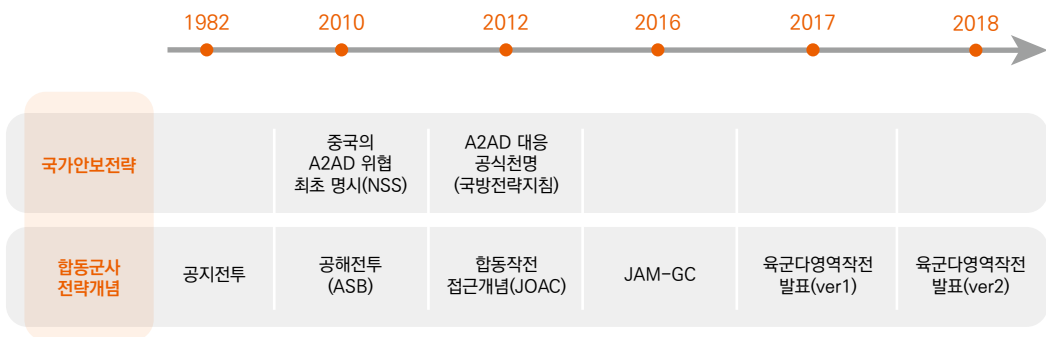 1982 2010 2012 2016 2017 2018
국가안보전략
중국의
A2AD 위협
최초 명시(NSS)
A2AD 대응
공식천명
(국방전략지침)
합동군사
전략개념
공지전투
공해전투
(ASB)
합동작전
접근개념(JOAC)
JAM-GC
육군다영역작전
발표(ver1)
육군다영역작전
발표(ver2)